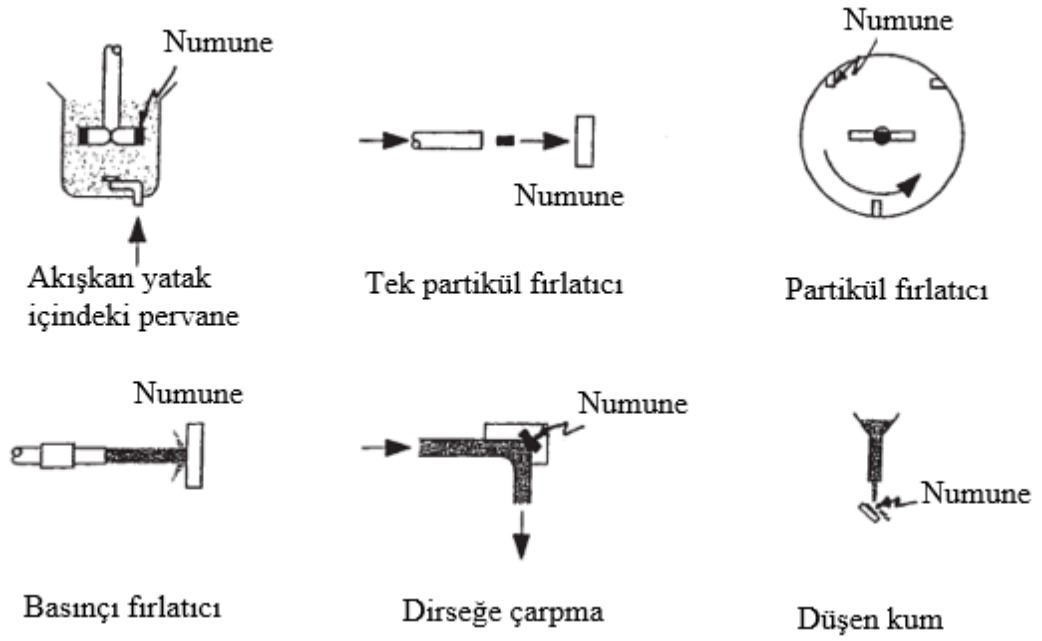 Numune
Akışkan yatak
içindeki pervane
Numune
Tek partikül fırlatıcı
Numune
Partikül fırlatıcı
Numune
Basınçı fırlatıcı
Numune
Dirseğe çarpma
Numune
Düşen kum